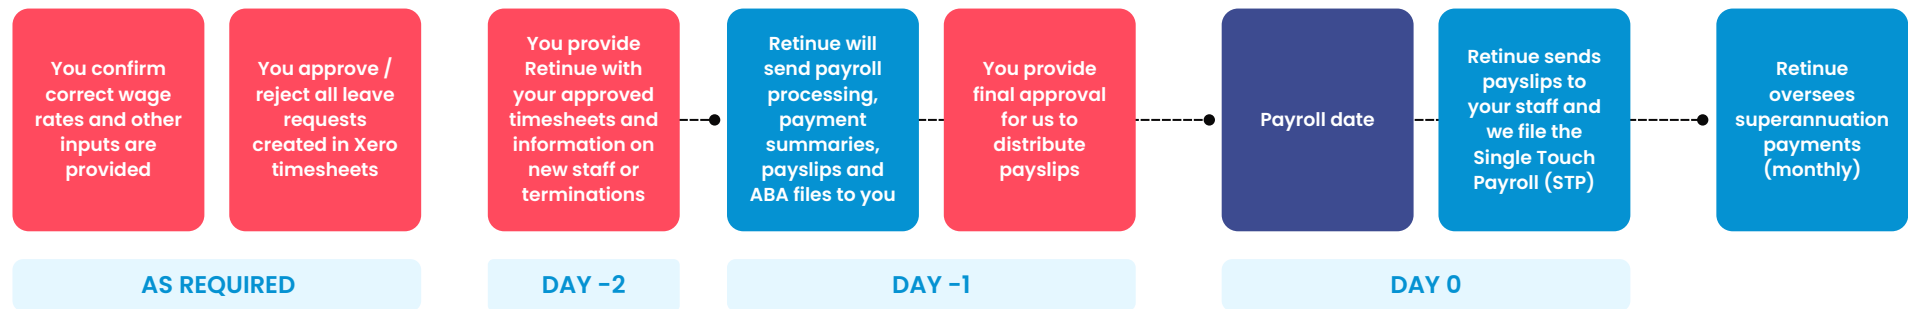 You confirm
correct wage
rates and other
inputs are
provided
You approve /
reject all leave
requests
created in Xero
timesheets
You provide
Retinue with
your approved
timesheets and
information on
new staff or
terminations
Retinue will
send payroll
processing,
payment
summaries,
payslips and
ABA files to you
You provide
final approval
for us to
distribute
payslips
Payroll date
Retinue sends
payslips to
your staff and
we file the
Single Touch
Payroll (STP)
Retinue
oversees
superannuation
payments
(monthly)
AS REQUIRED
DAY -2
DAY -1
DAY 0